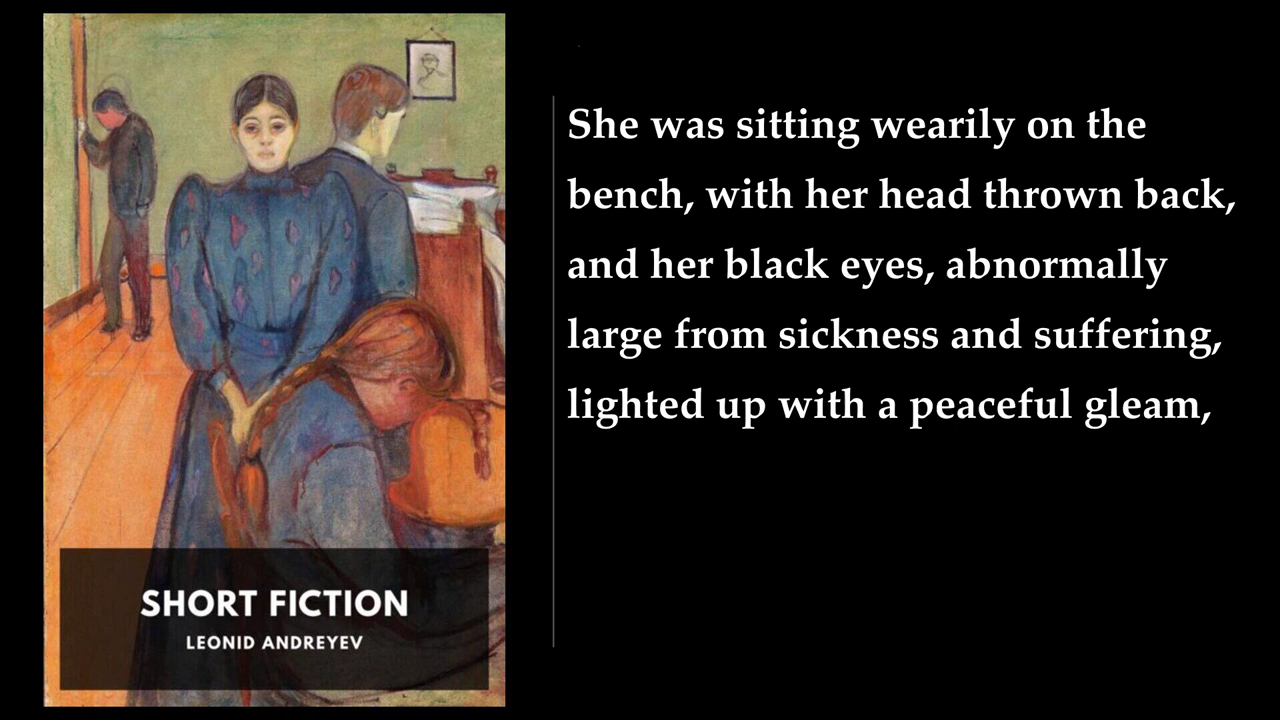 She was sitting wearily on the
bench, with her head thrown back,
and her black eyes, abnormally
large from sickness and suffering,
lighted up with a peaceful gleam,
SHORT FICTION
LEONID ANDREYEV